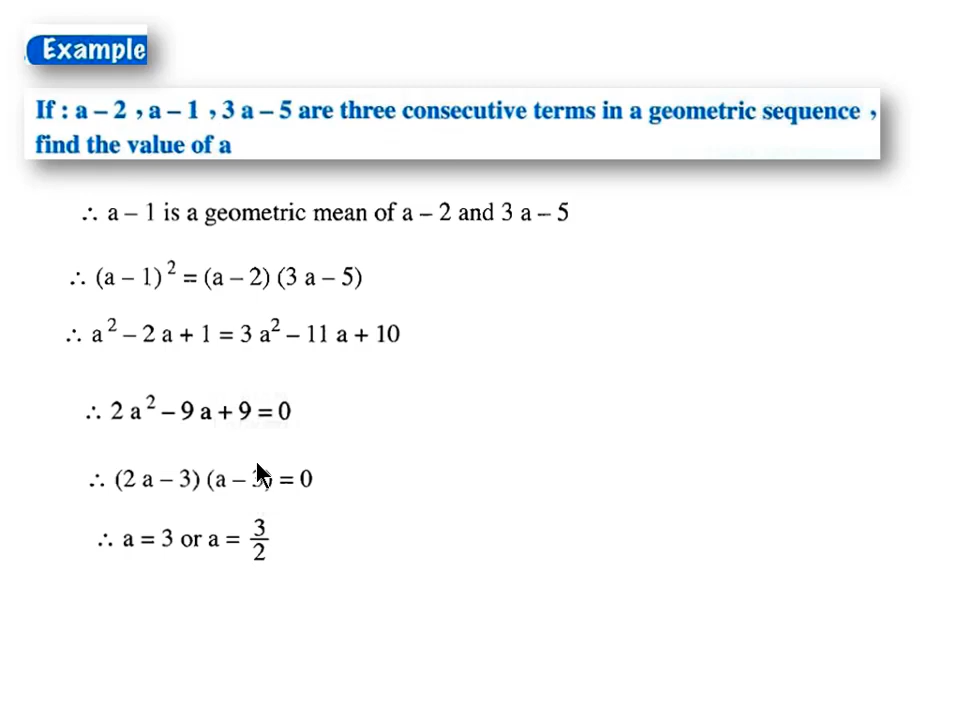 Example
If : a – 2 , a – 1 , 3 a – 5 are three consecutive terms in a geometric sequence ,
find the value of a
∴ a – 1 is a geometric mean of a – 2 and 3 a – 5
∴ (a – 1)² = (a – 2) (3 a – 5)
∴ a² – 2 a + 1 = 3 a² – 11 a + 10
∴ 2 a² – 9 a + 9 = 0
∴ (2 a – 3) (a – 3) = 0
∴ a = 3 or a = 3/2